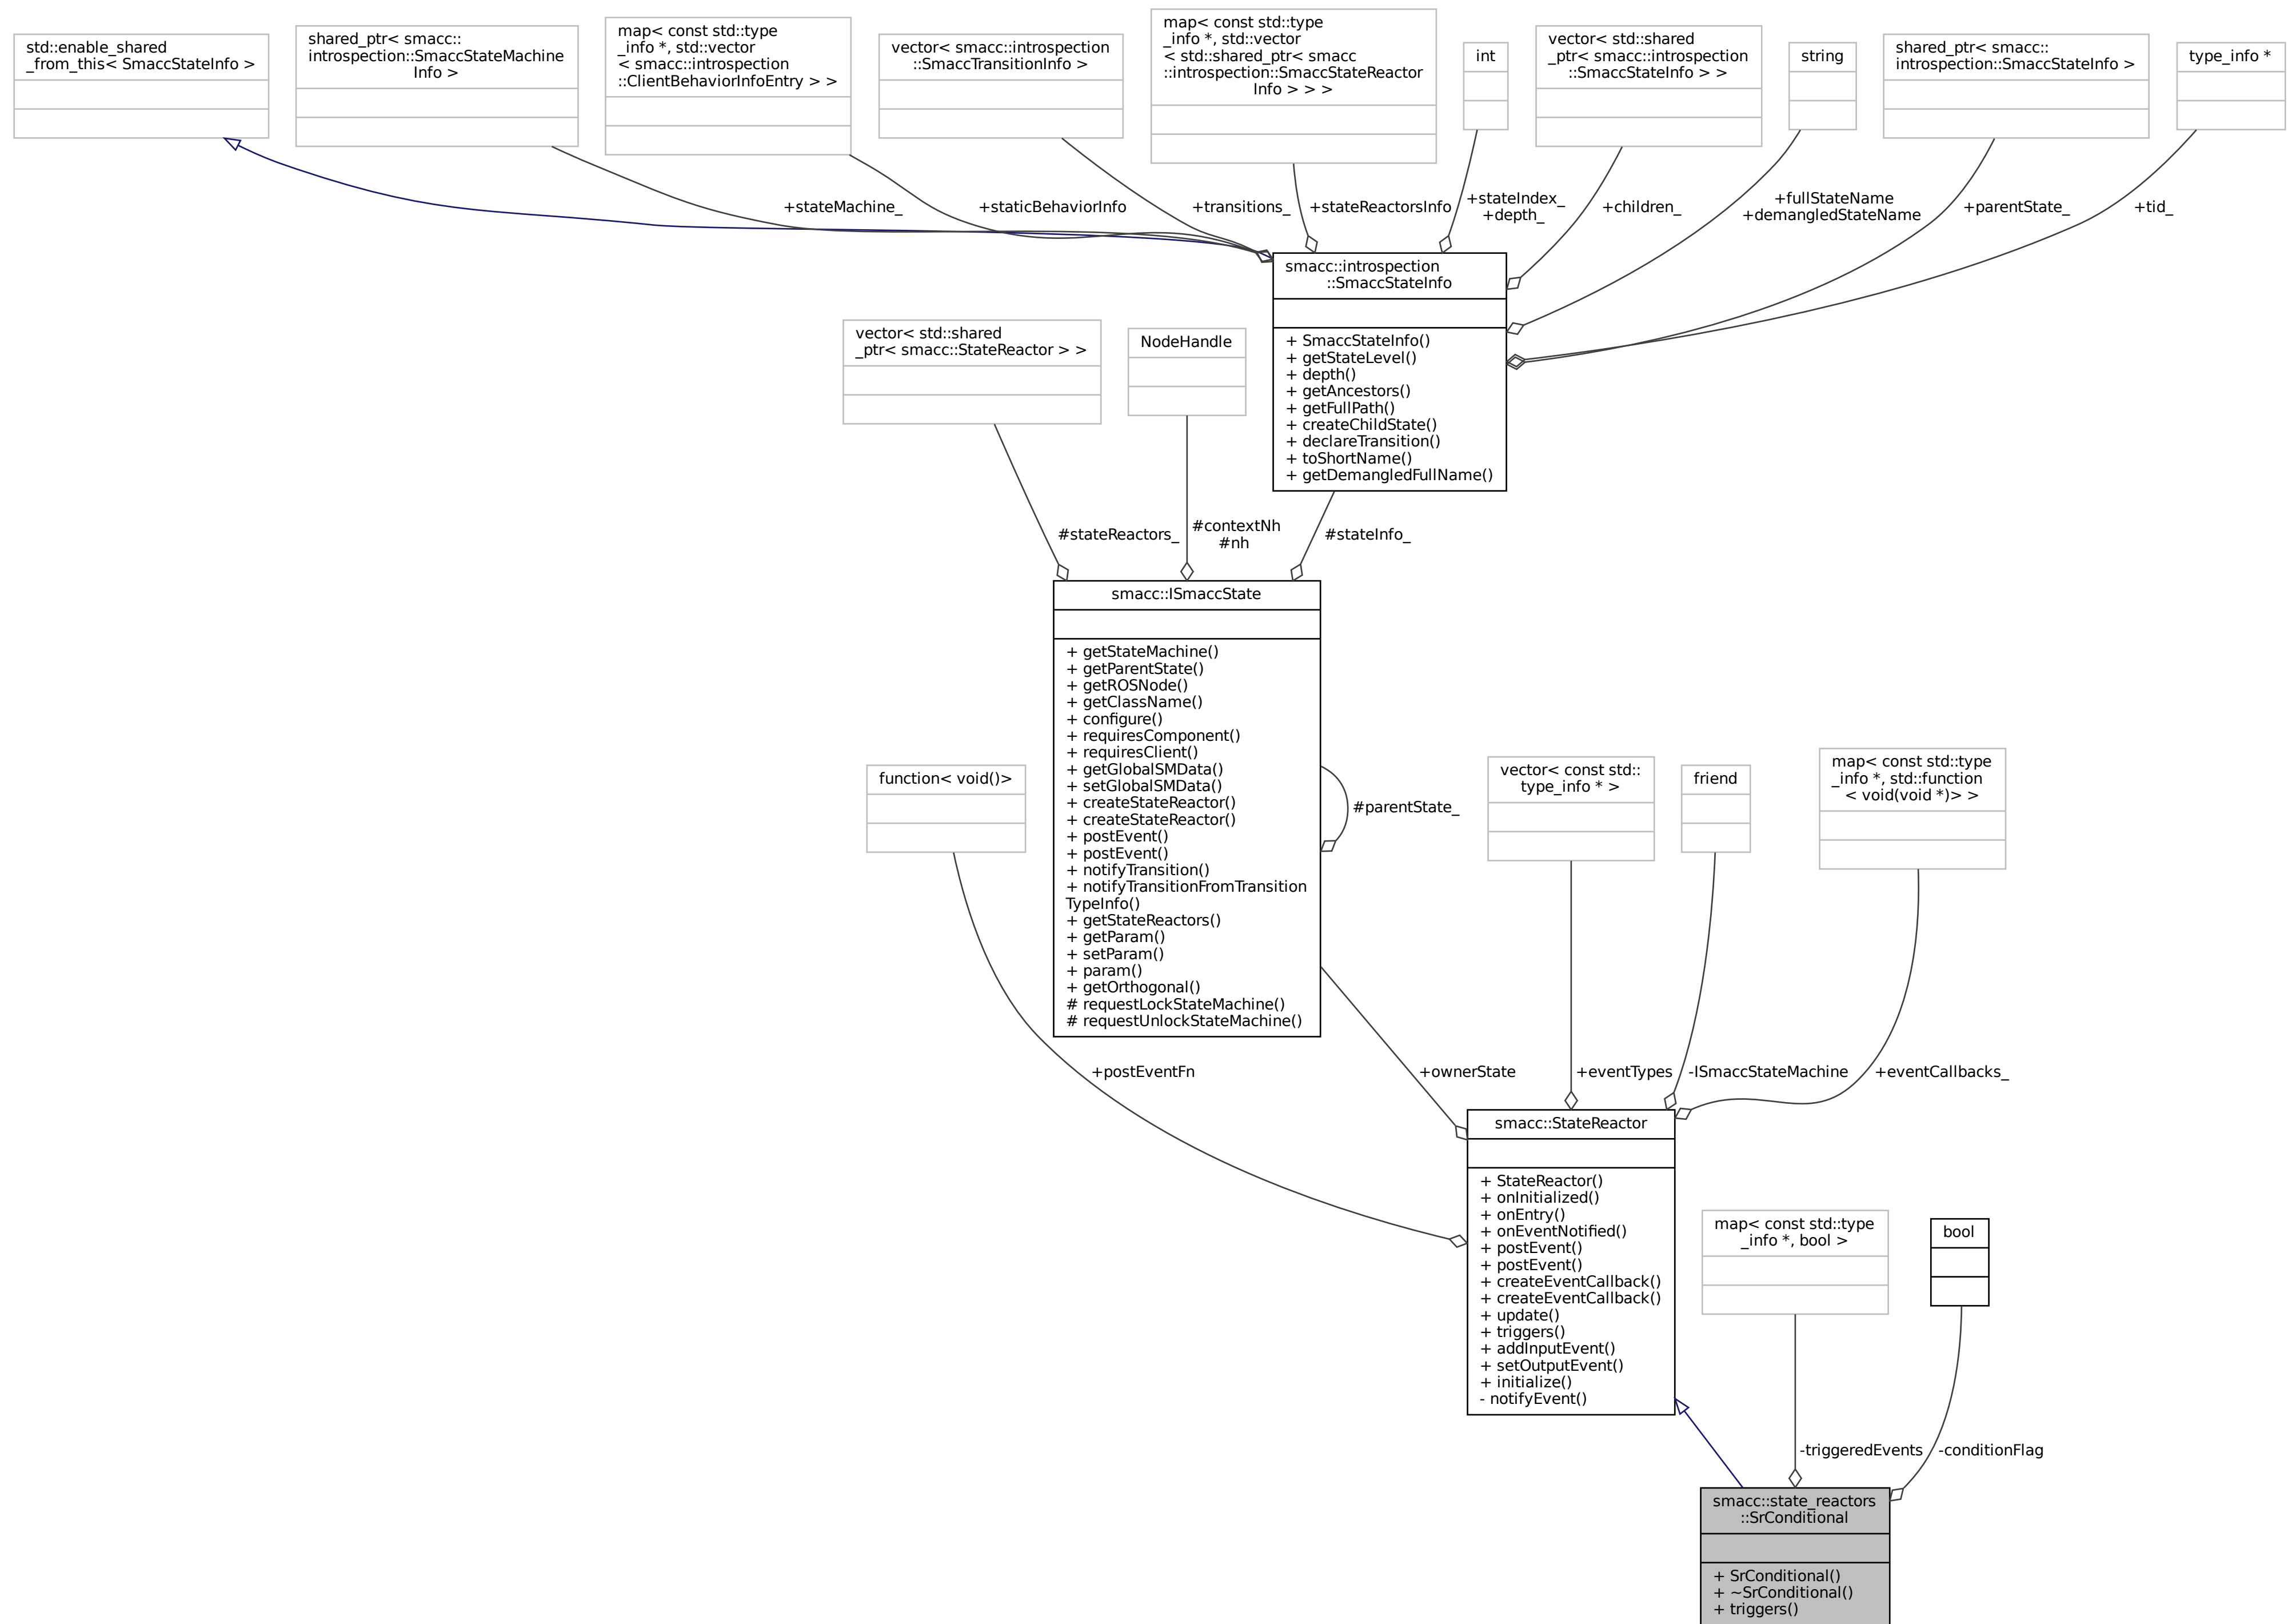 std::enable_shared
_from_this< SmaccStateInfo >
shared_ptr< smacc::
introspection::SmaccStateMachine
Info >
map< const std::type
_info *, std::vector
< smacc::introspection
::ClientBehaviorInfoEntry > >
vector< smacc::introspection
::SmaccTransitionInfo >
map< const std::type
_info *, std::vector
< std::shared_ptr< smacc
::introspection::SmaccStateReactor
Info > > >
int
vector< std::shared
_ptr< smacc::introspection
::SmaccStateInfo > >
string
shared_ptr< smacc::
introspection::SmaccStateInfo >
type_info *
+stateMachine_
+staticBehaviorInfo
+transitions_
+stateReactorsInfo
+stateIndex_
+depth_
+children_
+fullStateName
+demangledStateName
+parentState_
+tid_
smacc::introspection
::SmaccStateInfo
+ SmaccStateInfo()
+ getStateLevel()
+ depth()
+ getAncestors()
+ getFullPath()
+ createChildState()
+ declareTransition()
+ toShortName()
+ getDemangledFullName()
vector< std::shared
_ptr< smacc::StateReactor > >
NodeHandle
#stateReactors_
#contextNh
#nh
#stateInfo_
smacc::ISmaccState
+ getStateMachine()
+ getParentState()
+ getROSNode()
+ getClassName()
+ configure()
+ requiresComponent()
+ requiresClient()
+ getGlobalSMData()
+ setGlobalSMData()
+ createStateReactor()
+ createStateReactor()
+ postEvent()
+ postEvent()
+ notifyTransition()
+ notifyTransitionFromTransition
TypeInfo()
+ getStateReactors()
+ getParam()
+ setParam()
+ param()
+ getOrthogonal()
# requestLockStateMachine()
# requestUnlockStateMachine()
#parentState_
function< void()>
vector< const std::
type_info * >
friend
map< const std::type
_info *, std::function
< void(void *)> >
+postEventFn
+ownerState
+eventTypes
-ISmaccStateMachine
+eventCallbacks_
smacc::StateReactor
+ StateReactor()
+ onInitialized()
+ onEntry()
+ onEventNotified()
+ postEvent()
+ postEvent()
+ createEventCallback()
+ createEventCallback()
+ update()
+ triggers()
+ addInputEvent()
+ setOutputEvent()
+ initialize()
- notifyEvent()
map< const std::type
_info *, bool >
bool
-triggeredEvents
-conditionFlag
smacc::state_reactors
::SrConditional
+ SrConditional()
+ ~SrConditional()
+ triggers()